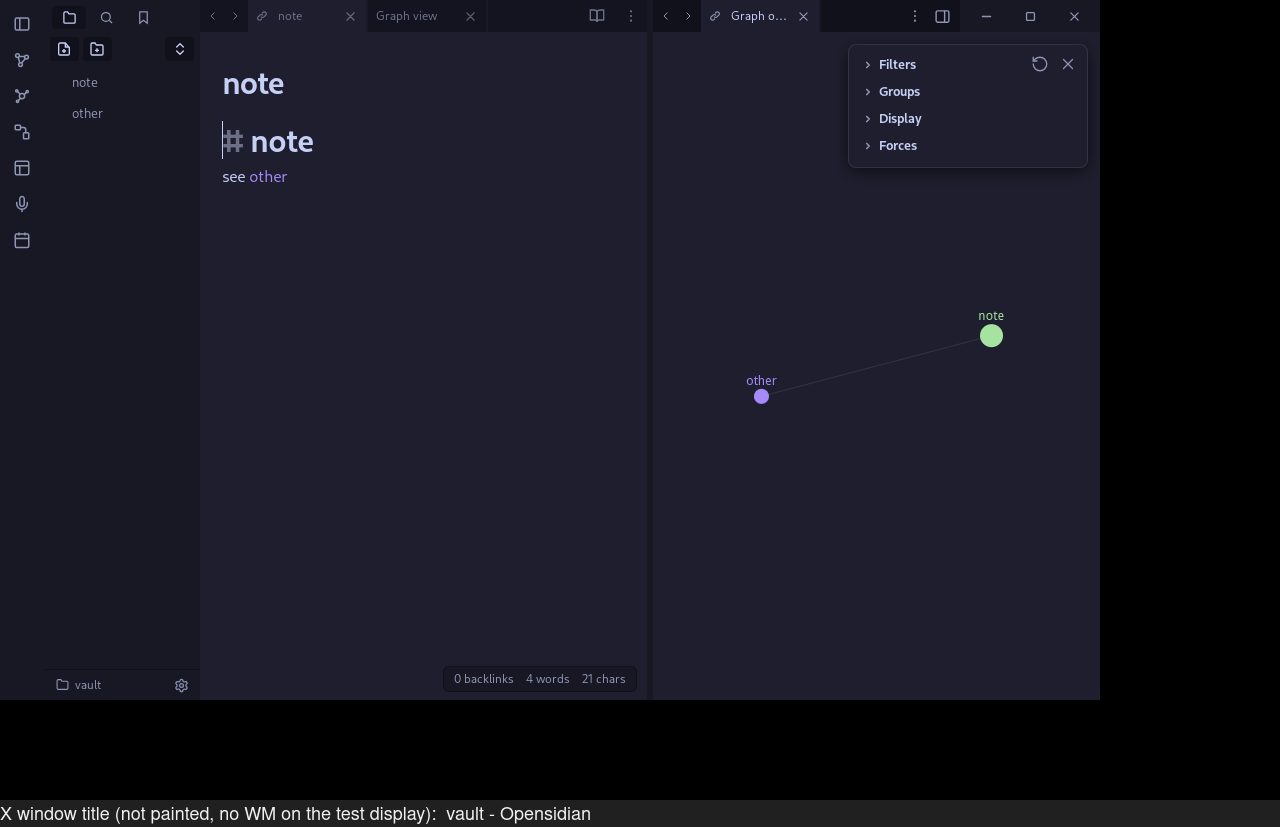 note
Graph view
Graph o...
note
other
note
# note
see other
Filters
Groups
Display
Forces
note
other
0 backlinks 4 words 21 chars
vault
X window title (not painted, no WM on the test display): vault - Opensidian